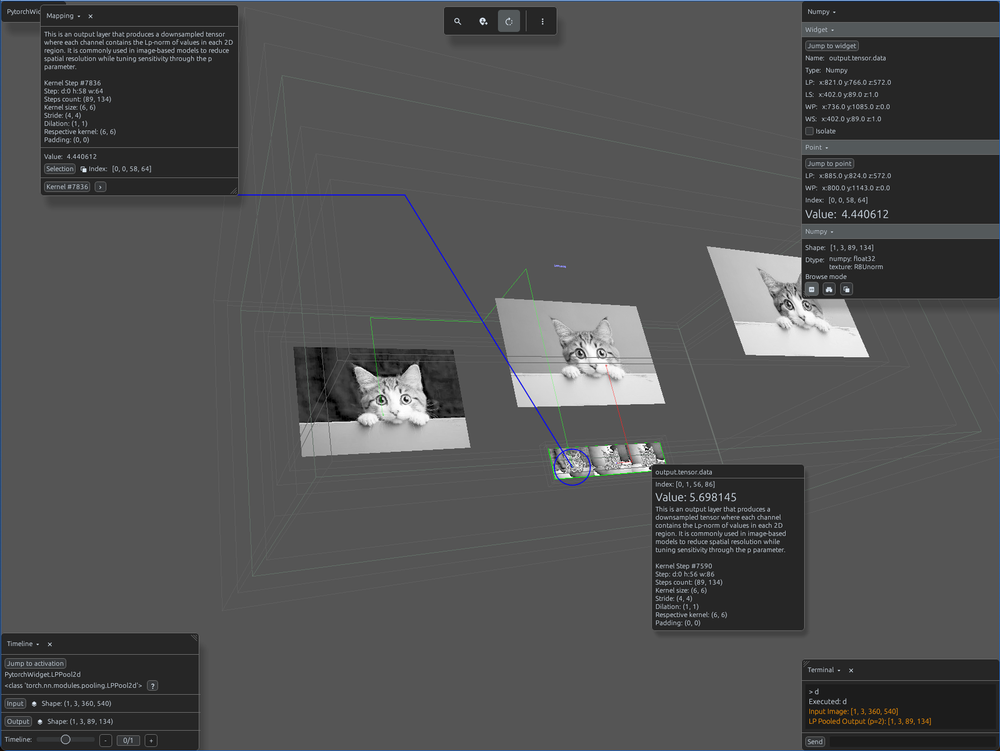 PytorchWid
Mapping
This is an output layer that produces a downsampled tensor
where each channel contains the Lp-norm of values in each 2D
region. It is commonly used in image-based models to reduce
spatial resolution while tuning sensitivity through the p
parameter.
Kernel Step #7836
Step: d:0 h:58 w:64
Steps count: (89, 134)
Kernel size: (6, 6)
Stride: (4, 4)
Dilation: (1, 1)
Respective kernel: (6, 6)
Padding: (0, 0)
Value: 4.440612
Selection Index: [0, 0, 58, 64]
Kernel #7836 >
Numpy
Widget
Jump to widget
Name: output.tensor.data
Type: Numpy
LP: x:821.0 y:766.0 z:572.0
LS: x:402.0 y:89.0 z:1.0
WP: x:736.0 y:1085.0 z:0.0
WS: x:402.0 y:89.0 z:1.0
Isolate
Point
Jump to point
LP: x:885.0 y:824.0 z:572.0
WP: x:800.0 y:1143.0 z:0.0
Index: [0, 0, 58, 64]
Value: 4.440612
Numpy
Shape: [1, 3, 89, 134]
Dtype: numpy: float32
texture: R8Unorm
Browse mode
output.tensor.data
Index: [0, 1, 56, 86]
Value: 5.698145
This is an output layer that produces a
downsampled tensor where each channel
contains the Lp-norm of values in each 2D
region. It is commonly used in image-based
models to reduce spatial resolution while
tuning sensitivity through the p parameter.
Kernel Step #7590
Step: d:0 h:56 w:86
Steps count: (89, 134)
Kernel size: (6, 6)
Stride: (4, 4)
Dilation: (1, 1)
Respective kernel: (6, 6)
Padding: (0, 0)
Timeline
Jump to activation
PytorchWidget.LPPool2d
<class 'torch.nn.modules.pooling.LPPool2d'> ?
Input Shape: (1, 3, 360, 540)
Output Shape: (1, 3, 89, 134)
Timeline: - 0/1 +
Terminal
> d
Executed: d
Input Image: [1, 3, 360, 540]
LP Pooled Output (p=2): [1, 3, 89, 134]
Send